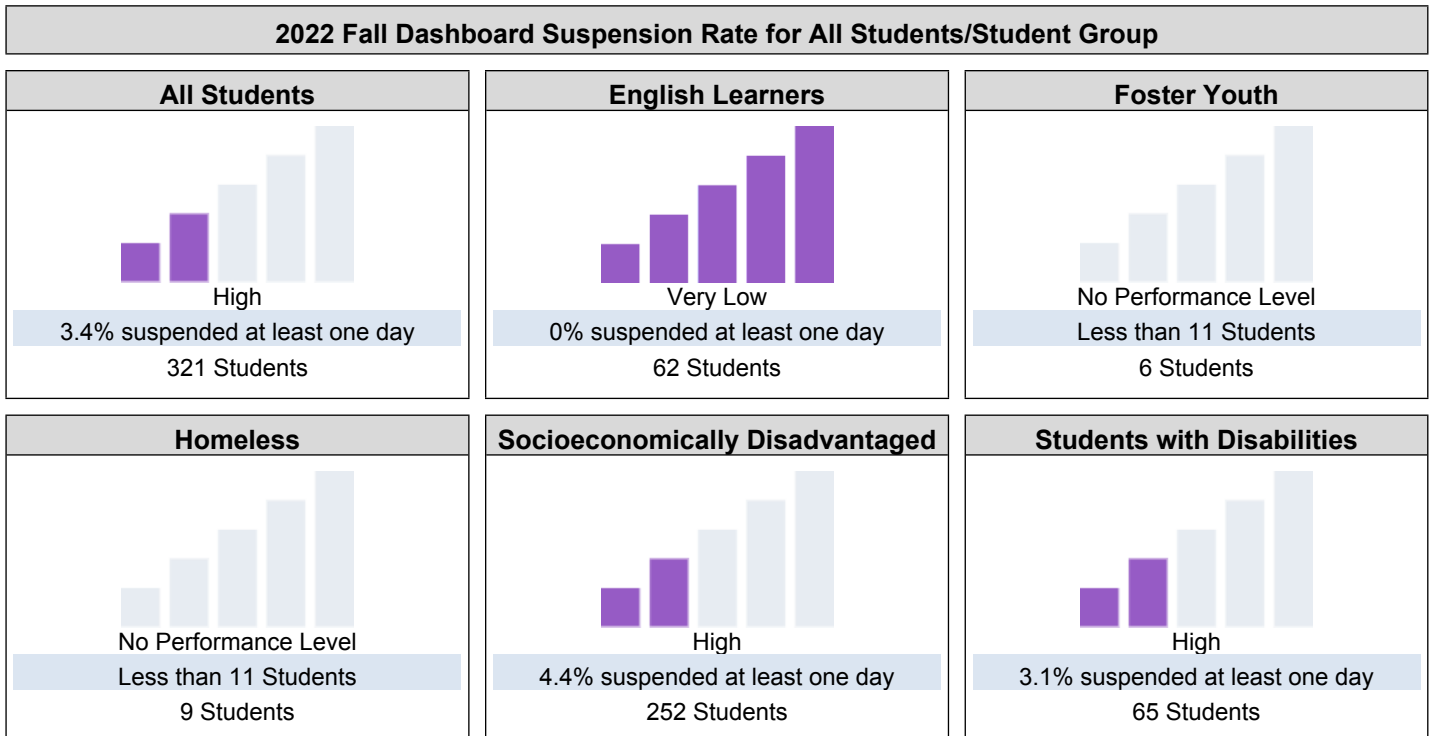 2022 Fall Dashboard Suspension Rate for All Students/Student Group
All Students
High
3.4% suspended at least one day
321 Students
English Learners
Very Low
0% suspended at least one day
62 Students
Foster Youth
No Performance Level
Less than 11 Students
6 Students
Homeless
No Performance Level
Less than 11 Students
9 Students
Socioeconomically Disadvantaged
High
4.4% suspended at least one day
252 Students
Students with Disabilities
High
3.1% suspended at least one day
65 Students